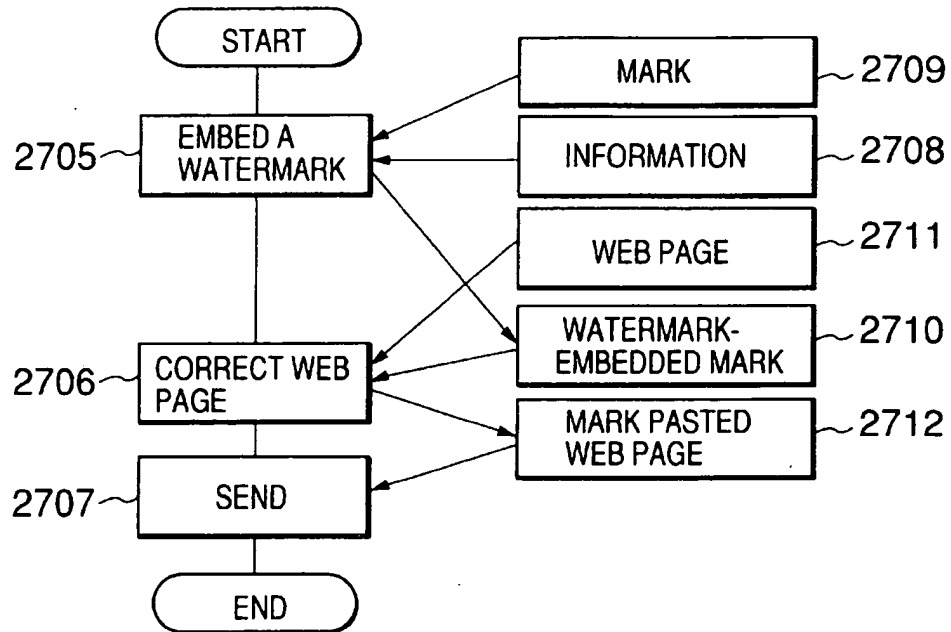 START
MARK
2709
2705
EMBED A
WATERMARK
INFORMATION
2708
WEB PAGE
2711
WATERMARK-
EMBEDDED MARK
2710
2706
CORRECT WEB
PAGE
MARK PASTED
WEB PAGE
2712
2707
SEND
END